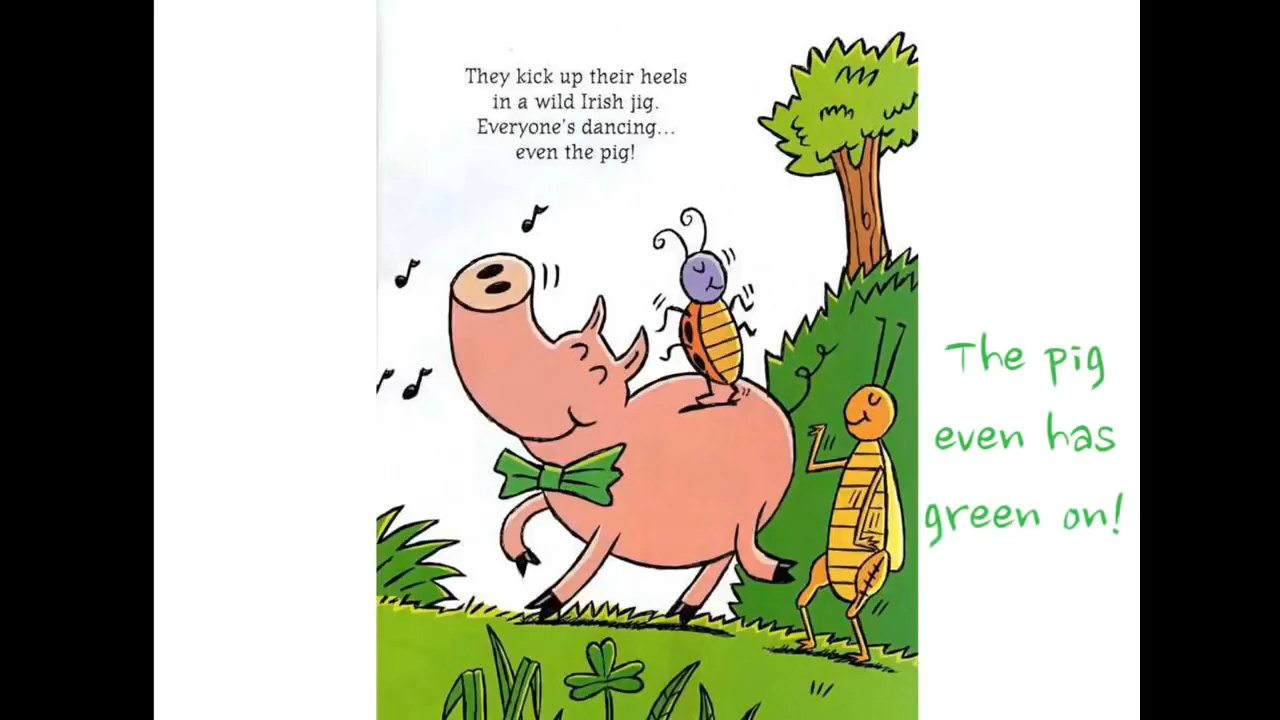 They kick up their heels
in a wild Irish jig.
Everyone's dancing...
even the pig!
The pig
even has
green on!